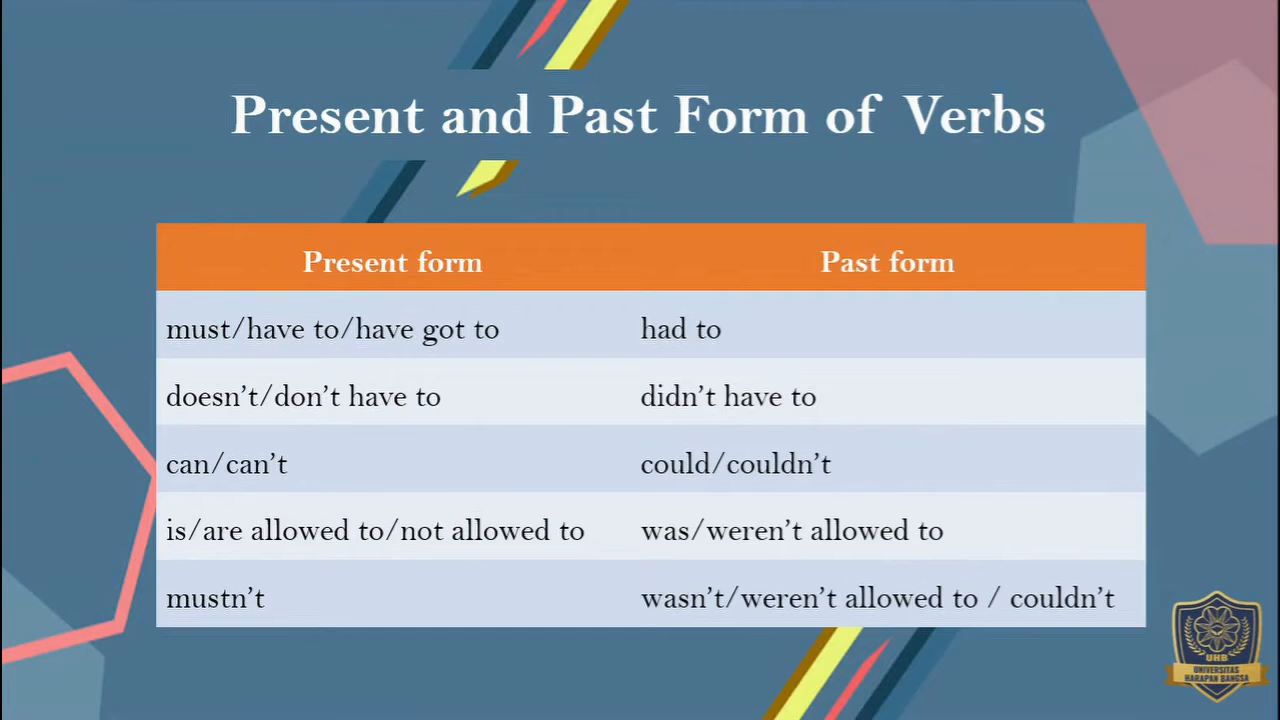 Present and Past Form of Verbs
Present form Past form
must/have to/have got to had to
doesn’t/don’t have to didn’t have to
can/can’t could/couldn’t
is/are allowed to/not allowed to was/weren’t allowed to
mustn’t wasn’t/weren’t allowed to / couldn’t
UHB
UNIVERSITAS
HARAPAN BANGSA